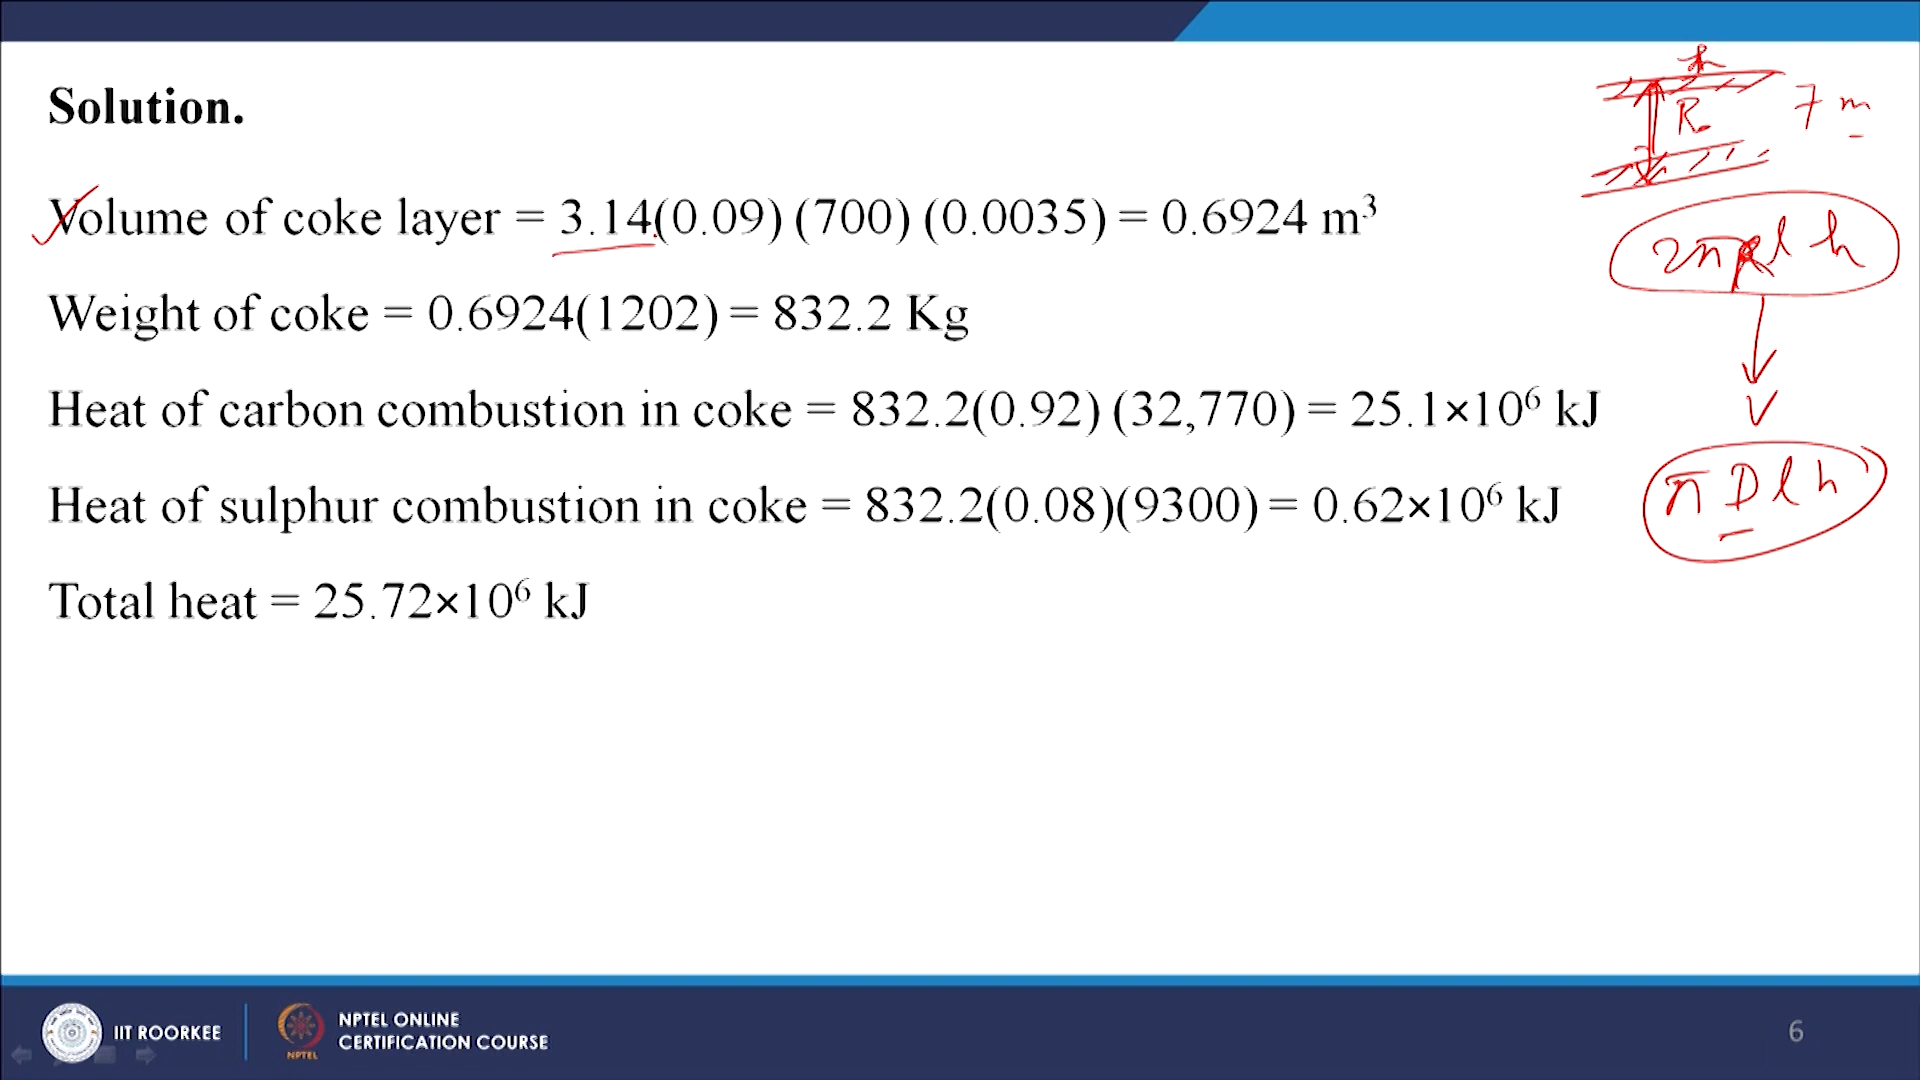 Solution.
Volume of coke layer = 3.14(0.09) (700) (0.0035) = 0.6924 m³
Weight of coke = 0.6924(1202) = 832.2 Kg
Heat of carbon combustion in coke = 832.2(0.92) (32,770) = 25.1×10⁶ kJ
Heat of sulphur combustion in coke = 832.2(0.08)(9300) = 0.62×10⁶ kJ
Total heat = 25.72×10⁶ kJ
h
R
7 m
2πRl h
V
π D l h
IIT ROORKEE
NPTEL
NPTEL ONLINE
CERTIFICATION COURSE
6